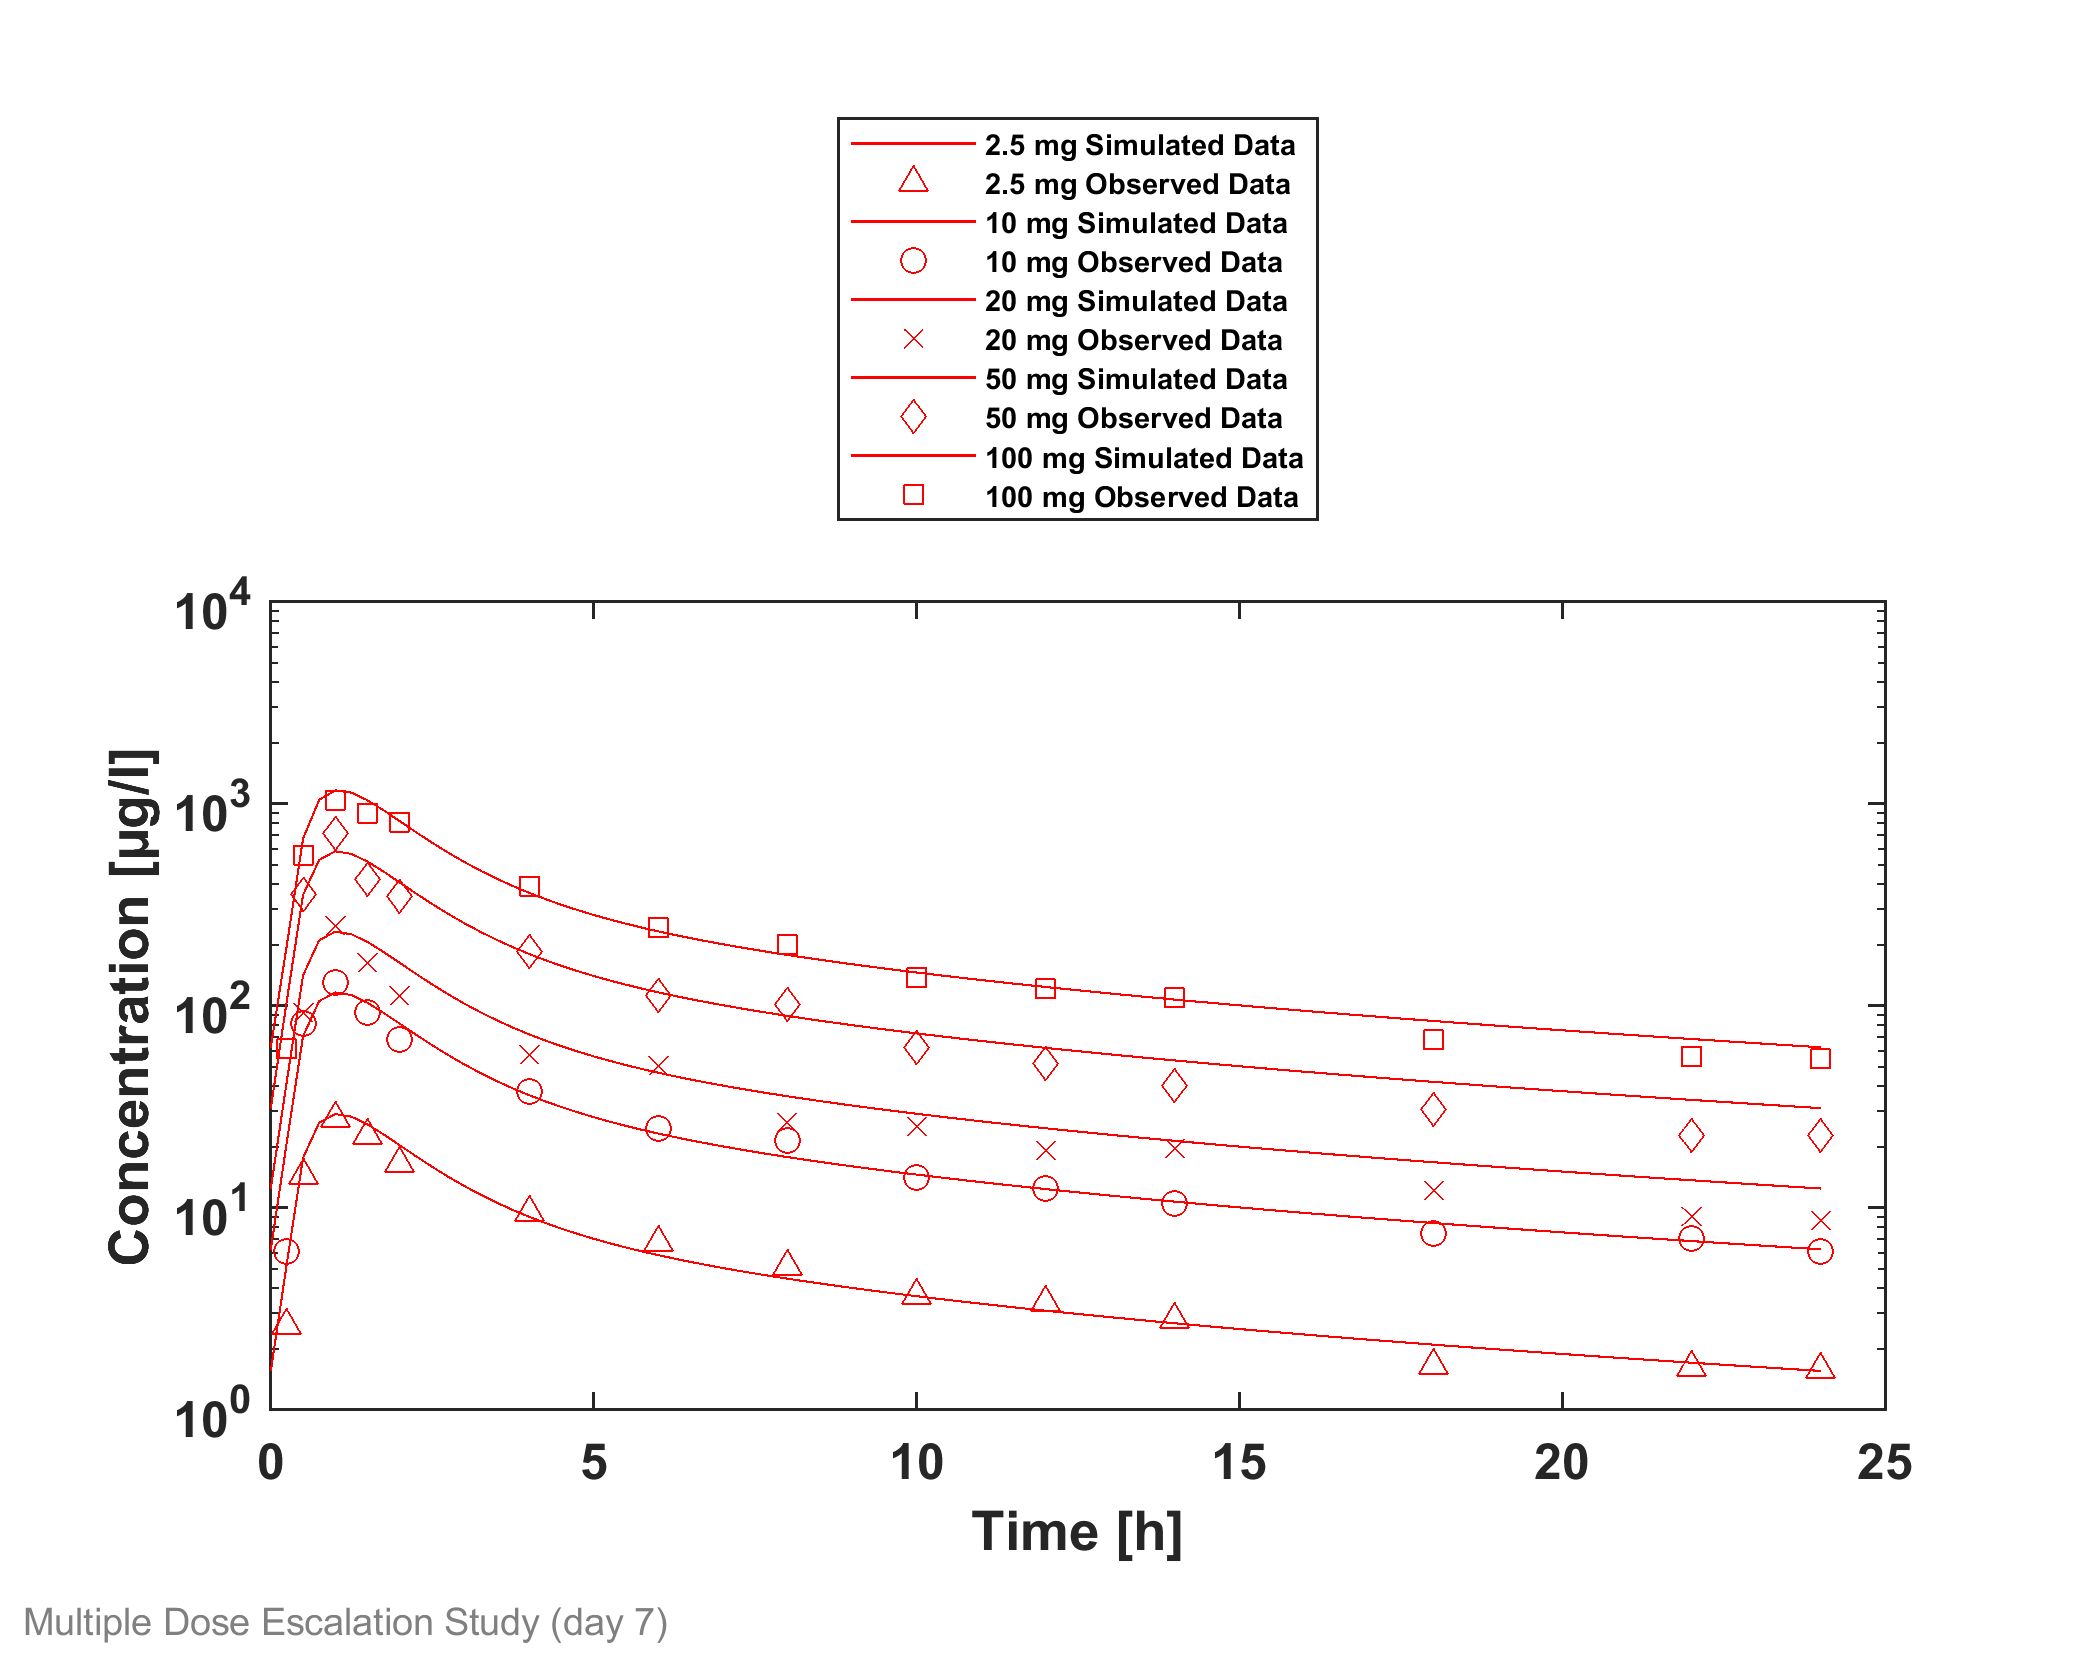 2.5 mg Simulated Data
2.5 mg Observed Data
10 mg Simulated Data
10 mg Observed Data
20 mg Simulated Data
20 mg Observed Data
50 mg Simulated Data
50 mg Observed Data
100 mg Simulated Data
100 mg Observed Data
10^4
10^3
10^2
10^1
10^0
Concentration [µg/l]
0 5 10 15 20 25
Time [h]
Multiple Dose Escalation Study (day 7)